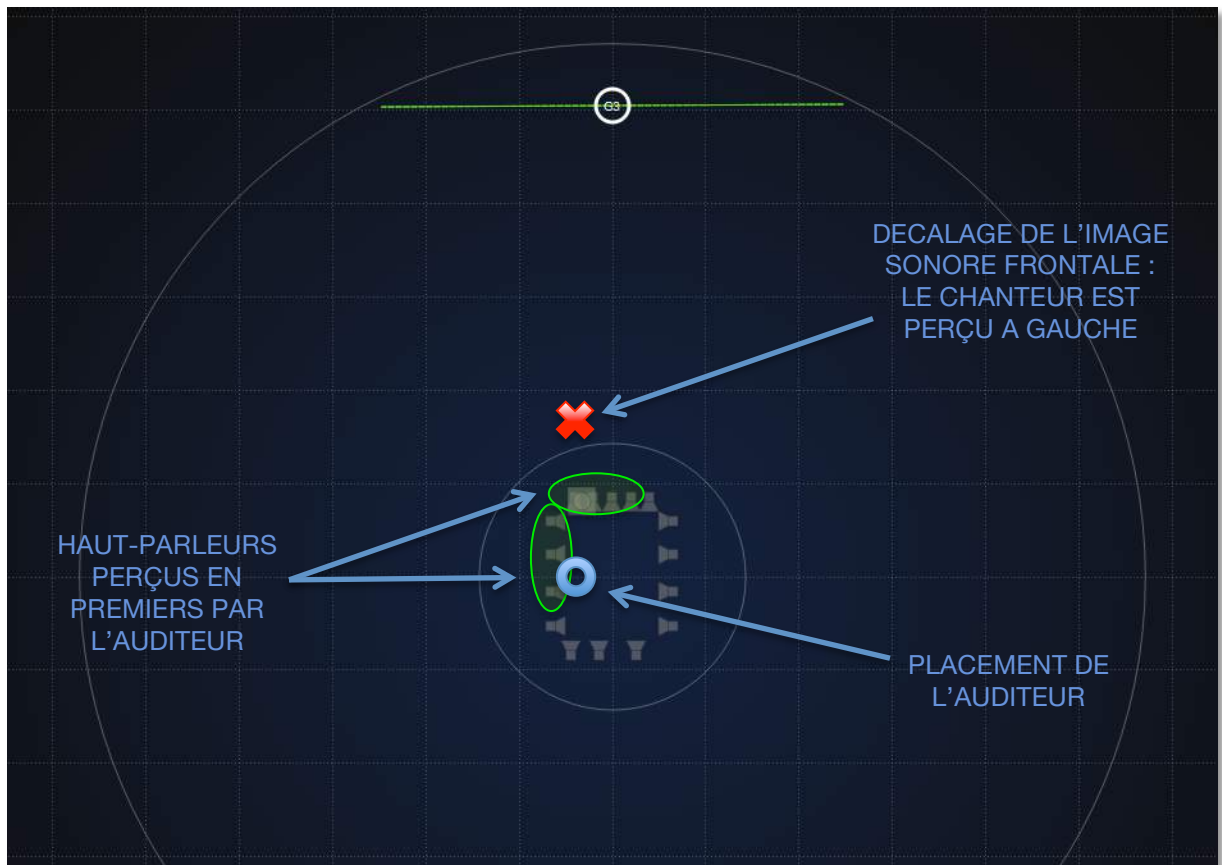 G3
DECALAGE DE L'IMAGE
SONORE FRONTALE :
LE CHANTEUR EST
PERÇU A GAUCHE
HAUT-PARLEURS
PERÇUS EN
PREMIERS PAR
L'AUDITEUR
PLACEMENT DE
L'AUDITEUR